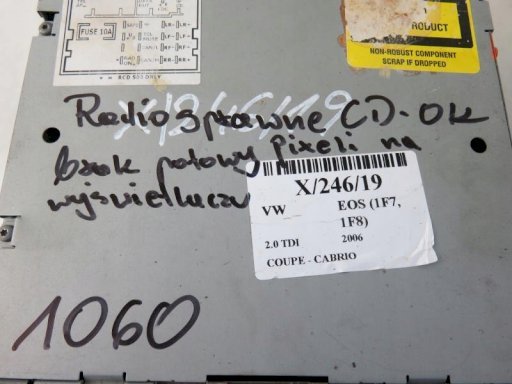 FUSE 10A
RCD 500 ONLY
PRODUCT
NON-ROBUST COMPONENT
SCRAP IF DROPPED
X/246/19
Radio sprawne CD-OK
brak połowy pixeli na
wyświetlaczu
X/246/19
VW EOS (1F7,
1F8)
2.0 TDI 2006
COUPE - CABRIO
1060